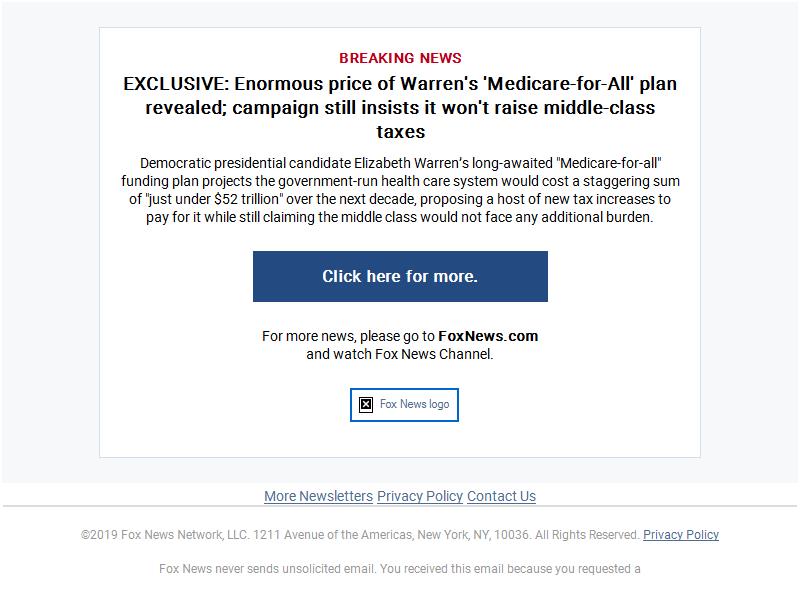 BREAKING NEWS
EXCLUSIVE: Enormous price of Warren's 'Medicare-for-All' plan
revealed; campaign still insists it won't raise middle-class
taxes
Democratic presidential candidate Elizabeth Warren's long-awaited "Medicare-for-all"
funding plan projects the government-run health care system would cost a staggering sum
of "just under $52 trillion" over the next decade, proposing a host of new tax increases to
pay for it while still claiming the middle class would not face any additional burden.
Click here for more.
For more news, please go to FoxNews.com
and watch Fox News Channel.
Fox News logo
More Newsletters Privacy Policy Contact Us
©2019 Fox News Network, LLC. 1211 Avenue of the Americas, New York, NY, 10036. All Rights Reserved. Privacy Policy
Fox News never sends unsolicited email. You received this email because you requested a